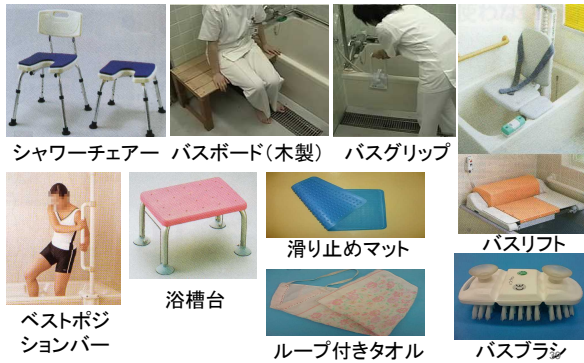 シャワーチェアー
バスボード(木製)
バスグリップ
バスリフト
滑り止めマット
浴槽台
ベストポジ
ションバー
ループ付きタオル
バスブラシ